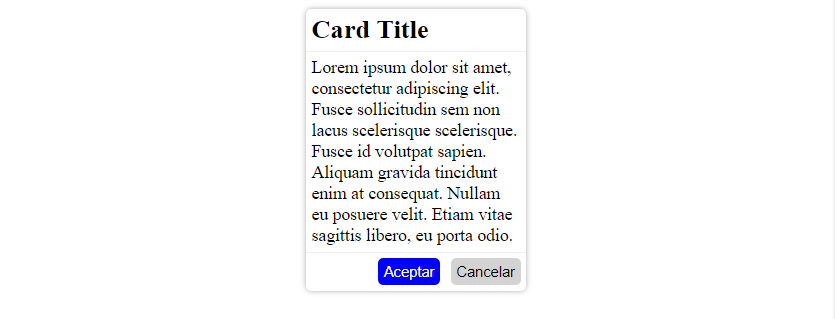 Card Title
Lorem ipsum dolor sit amet,
consectetur adipiscing elit.
Fusce sollicitudin sem non
lacus scelerisque scelerisque.
Fusce id volutpat sapien.
Aliquam gravida tincidunt
enim at consequat. Nullam
eu posuere velit. Etiam vitae
sagittis libero, eu porta odio.
Aceptar Cancelar